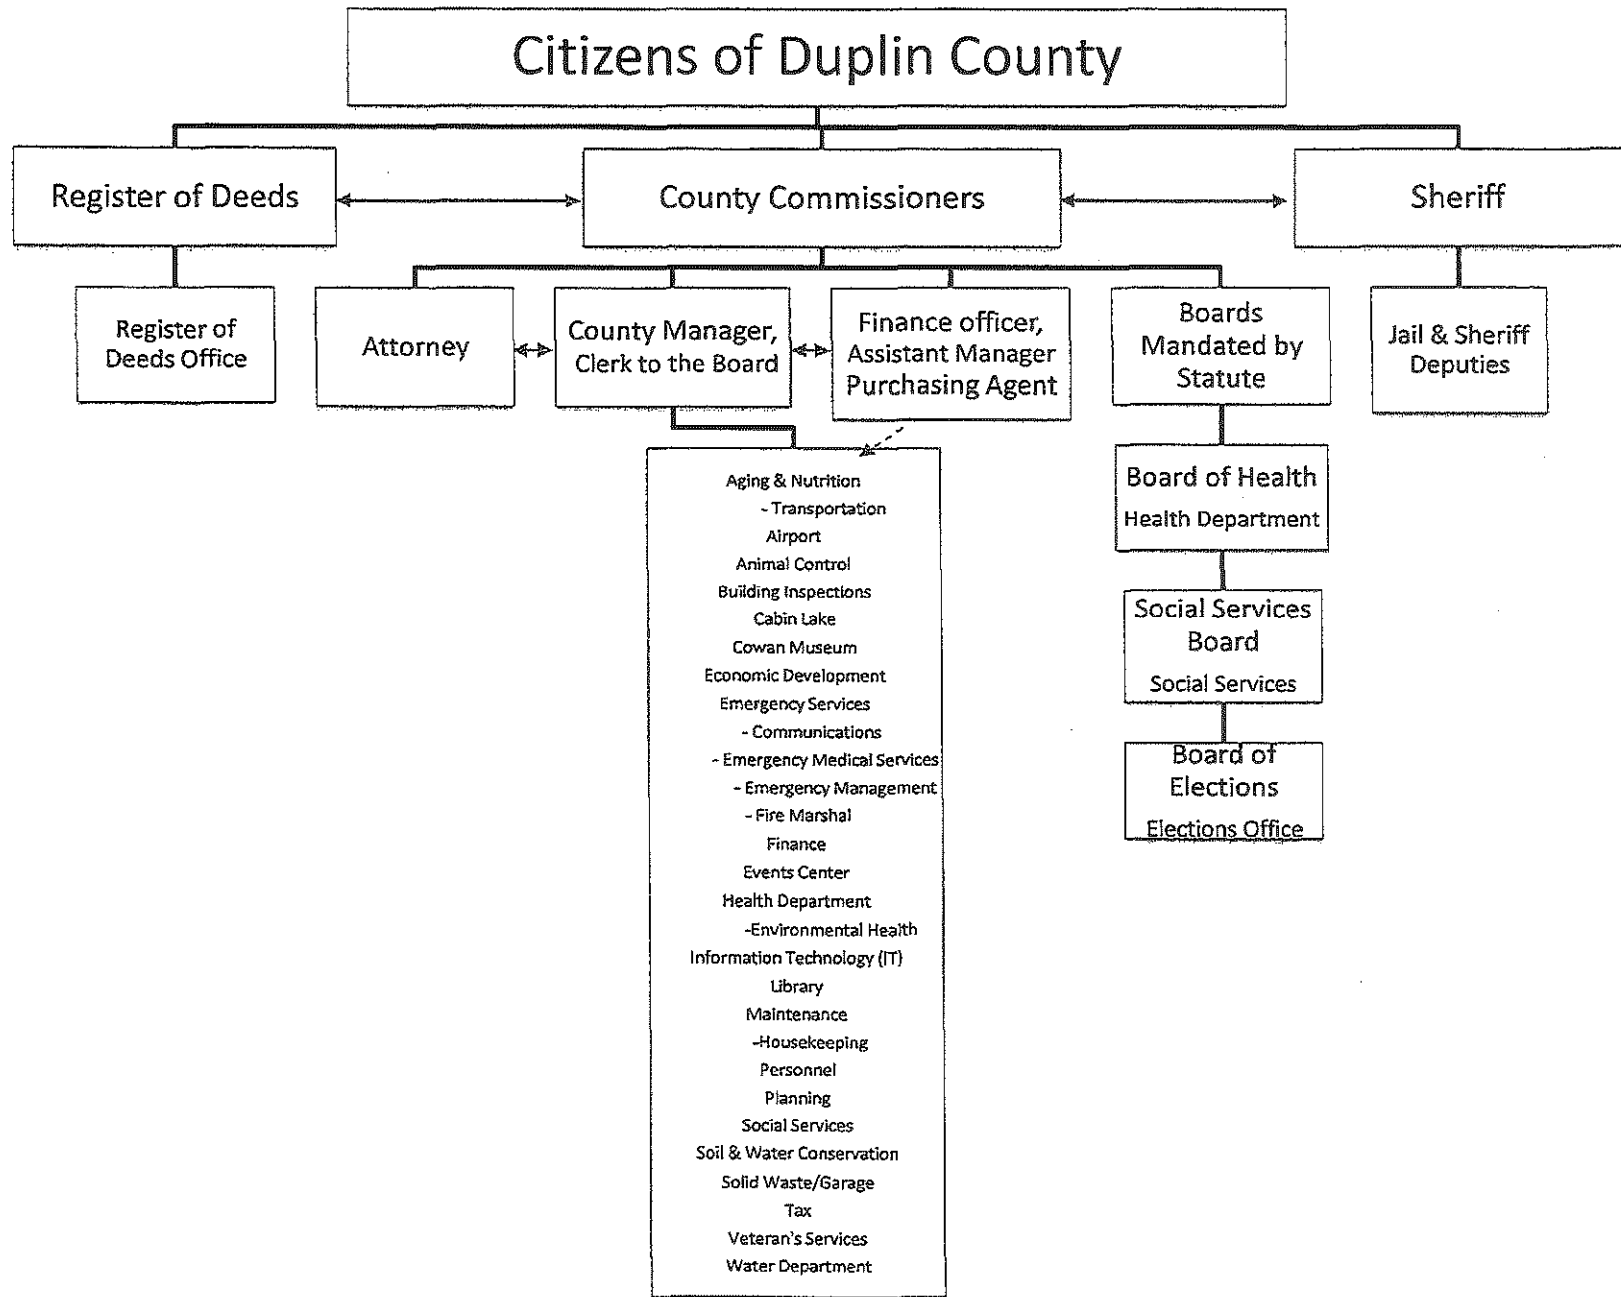 Citizens of Duplin County
Register of Deeds
County Commissioners
Sheriff
Register of
Deeds Office
Attorney
County Manager,
Clerk to the Board
Finance officer,
Assistant Manager
Purchasing Agent
Boards
Mandated by
Statute
Jail & Sheriff
Deputies
Aging & Nutrition
- Transportation
Airport
Animal Control
Building Inspections
Cabin Lake
Cowan Museum
Economic Development
Emergency Services
- Communications
- Emergency Medical Services
- Emergency Management
- Fire Marshal
Finance
Events Center
Health Department
-Environmental Health
Information Technology (IT)
Library
Maintenance
-Housekeeping
Personnel
Planning
Social Services
Soil & Water Conservation
Solid Waste/Garage
Tax
Veteran's Services
Water Department
Board of Health
Health Department
Social Services
Board
Social Services
Board of
Elections
Elections Office